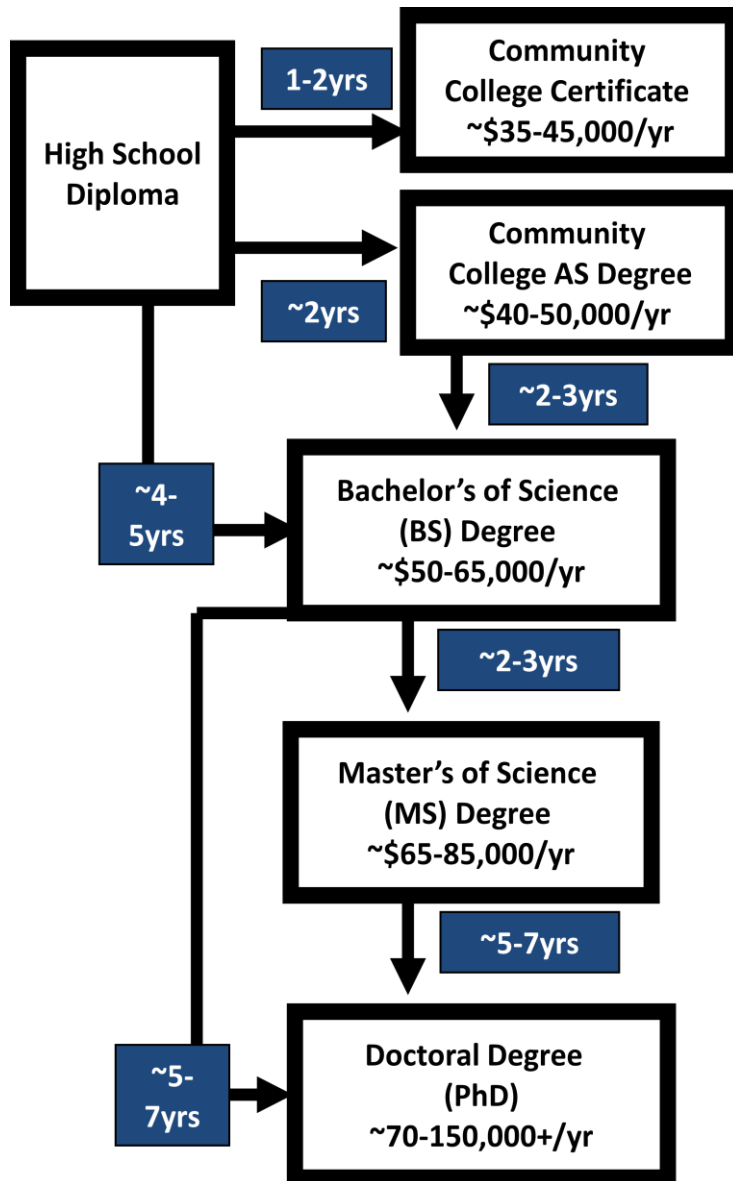 High School
Diploma
1-2yrs
Community
College Certificate
~$35-45,000/yr
~2yrs
Community
College AS Degree
~$40-50,000/yr
~2-3yrs
~4-
5yrs
Bachelor’s of Science
(BS) Degree
~$50-65,000/yr
~2-3yrs
Master’s of Science
(MS) Degree
~$65-85,000/yr
~5-7yrs
~5-
7yrs
Doctoral Degree
(PhD)
~70-150,000+/yr